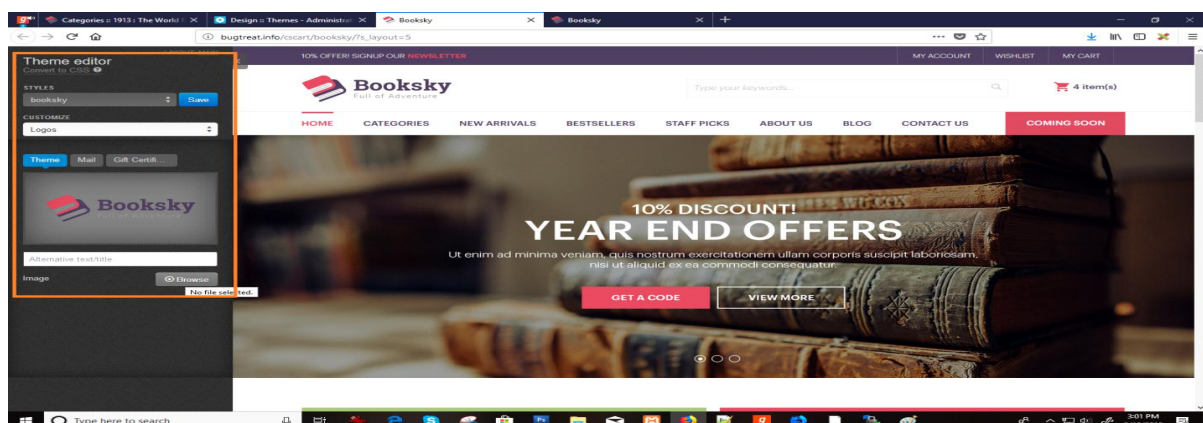 Categories :: 1913 : The World
Design :: Themes - Administrat
Booksky
Booksky
bugtreat.info/cscart/booksky/?s_layout=5
Theme editor
Convert to CSS
STYLES
booksky
Save
CUSTOMIZE
Logos
Theme Mail Gift Certifi...
Booksky
Full of Adventure
Alternative text/title
Image
Browse
No file selected.
10% OFFER! SIGNUP OUR NEWSLETTER
MY ACCOUNT WISHLIST MY CART
Booksky
Full of Adventure
Type your keywords...
4 item(s)
HOME CATEGORIES NEW ARRIVALS BESTSELLERS STAFF PICKS ABOUT US BLOG CONTACT US COMING SOON
10% DISCOUNT!
YEAR END OFFERS
Ut enim ad minima veniam, quis nostrum exercitationem ullam corporis suscipit laboriosam,
nisi ut aliquid ex ea commodi consequatur.
GET A CODE VIEW MORE
Type here to search
3:01 PM